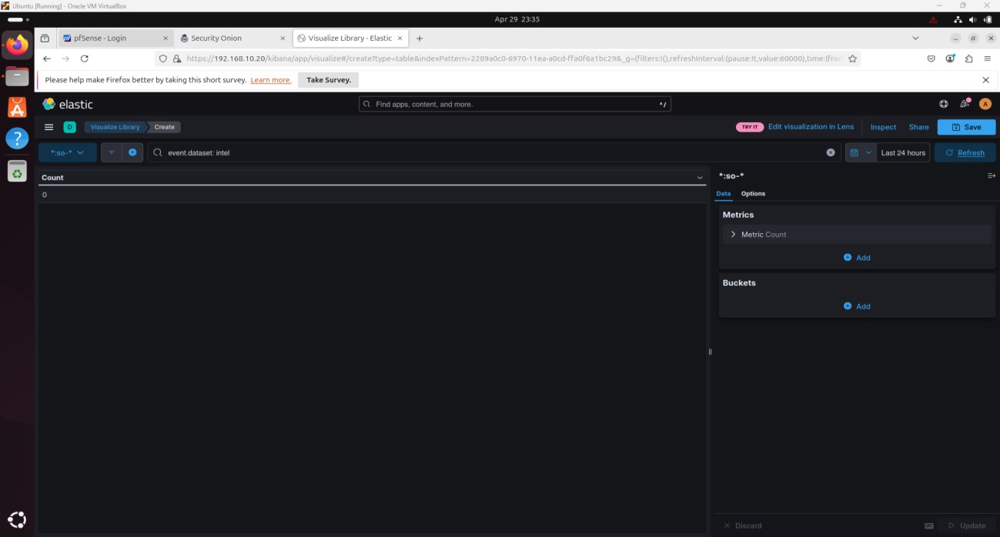 Ubuntu [Running] - Oracle VM VirtualBox
Apr 29 23:35
pfSense - Login
Security Onion
Visualize Library - Elastic
https://192.168.10.20/kibana/app/visualize#/create?type=table&indexPattern=2289a0c0-6970-11ea-a0cd-ffa0f6a1bc29&_g=(filters:!(),refreshInterval:(pause:!t,value:60000),time:(fron
Please help make Firefox better by taking this short survey. Learn more. Take Survey.
elastic
Find apps, content, and more. ^/
A
D Visualize Library Create
TRY IT Edit visualization in Lens Inspect Share Save
*:so-* event.dataset: intel Last 24 hours Refresh
Count
0
*:so-*
Data Options
Metrics
Metric Count
Add
Buckets
Add
Discard Update